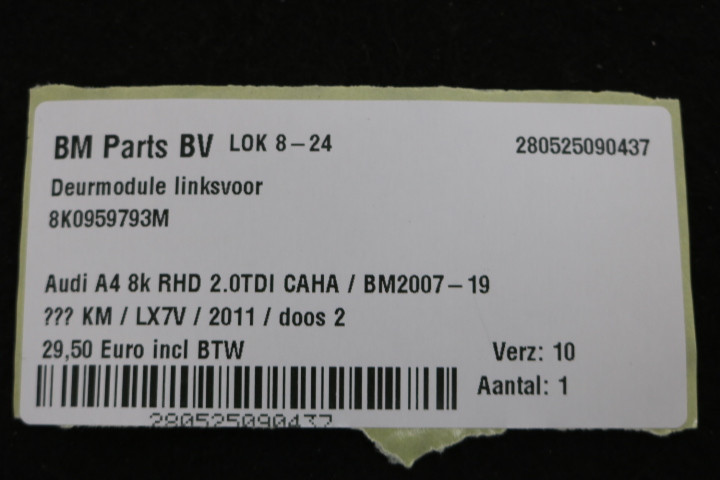 BM Parts BV LOK 8-24 280525090437
Deurmodule linksvoor
8K0959793M
Audi A4 8k RHD 2.0TDI CAHA / BM2007-19
??? KM / LX7V / 2011 / doos 2
29,50 Euro incl BTW Verz: 10
Aantal: 1
280525090437